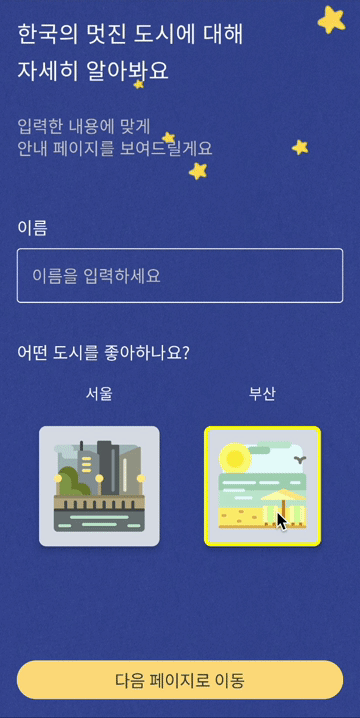 한국의 멋진 도시에 대해
자세히 알아봐요
입력한 내용에 맞게
안내 페이지를 보여드릴게요
이름
이름을 입력하세요
어떤 도시를 좋아하나요?
서울
부산
다음 페이지로 이동